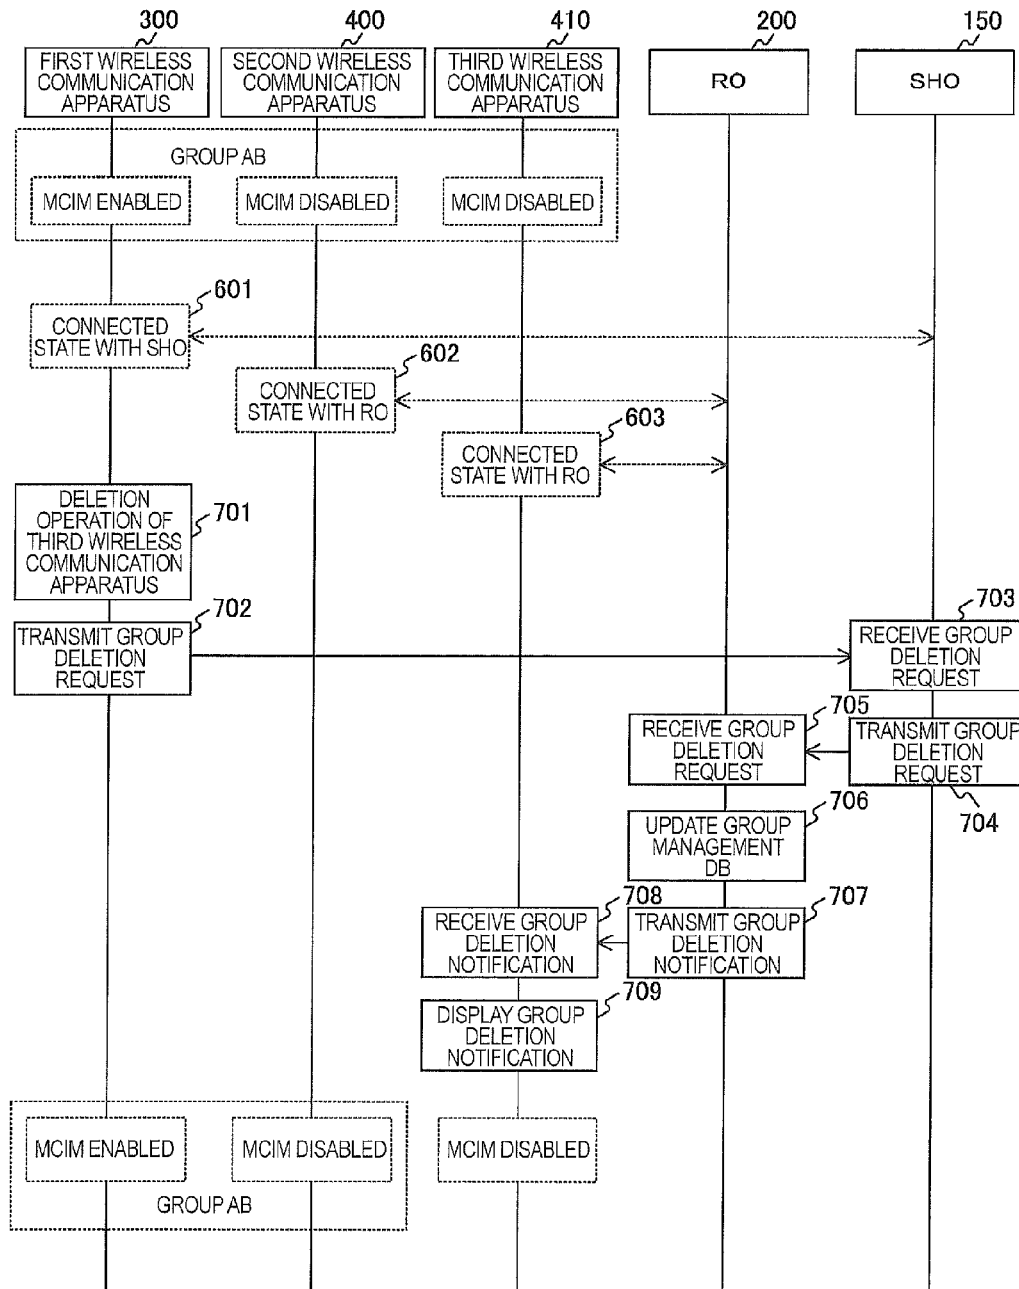 300
400
410
200
150
FIRST WIRELESS
COMMUNICATION
APPARATUS
SECOND WIRELESS
COMMUNICATION
APPARATUS
THIRD WIRELESS
COMMUNICATION
APPARATUS
RO
SHO
GROUP AB
MCIM ENABLED
MCIM DISABLED
MCIM DISABLED
601
CONNECTED
STATE WITH SHO
602
CONNECTED
STATE WITH RO
603
CONNECTED
STATE WITH RO
DELETION
OPERATION OF
THIRD WIRELESS
COMMUNICATION
APPARATUS
701
702
TRANSMIT GROUP
DELETION
REQUEST
703
RECEIVE GROUP
DELETION
REQUEST
705
RECEIVE GROUP
DELETION
REQUEST
TRANSMIT GROUP
DELETION
REQUEST
704
706
UPDATE GROUP
MANAGEMENT
DB
708
RECEIVE GROUP
DELETION
NOTIFICATION
707
TRANSMIT GROUP
DELETION
NOTIFICATION
709
DISPLAY GROUP
DELETION
NOTIFICATION
MCIM ENABLED
MCIM DISABLED
MCIM DISABLED
GROUP AB